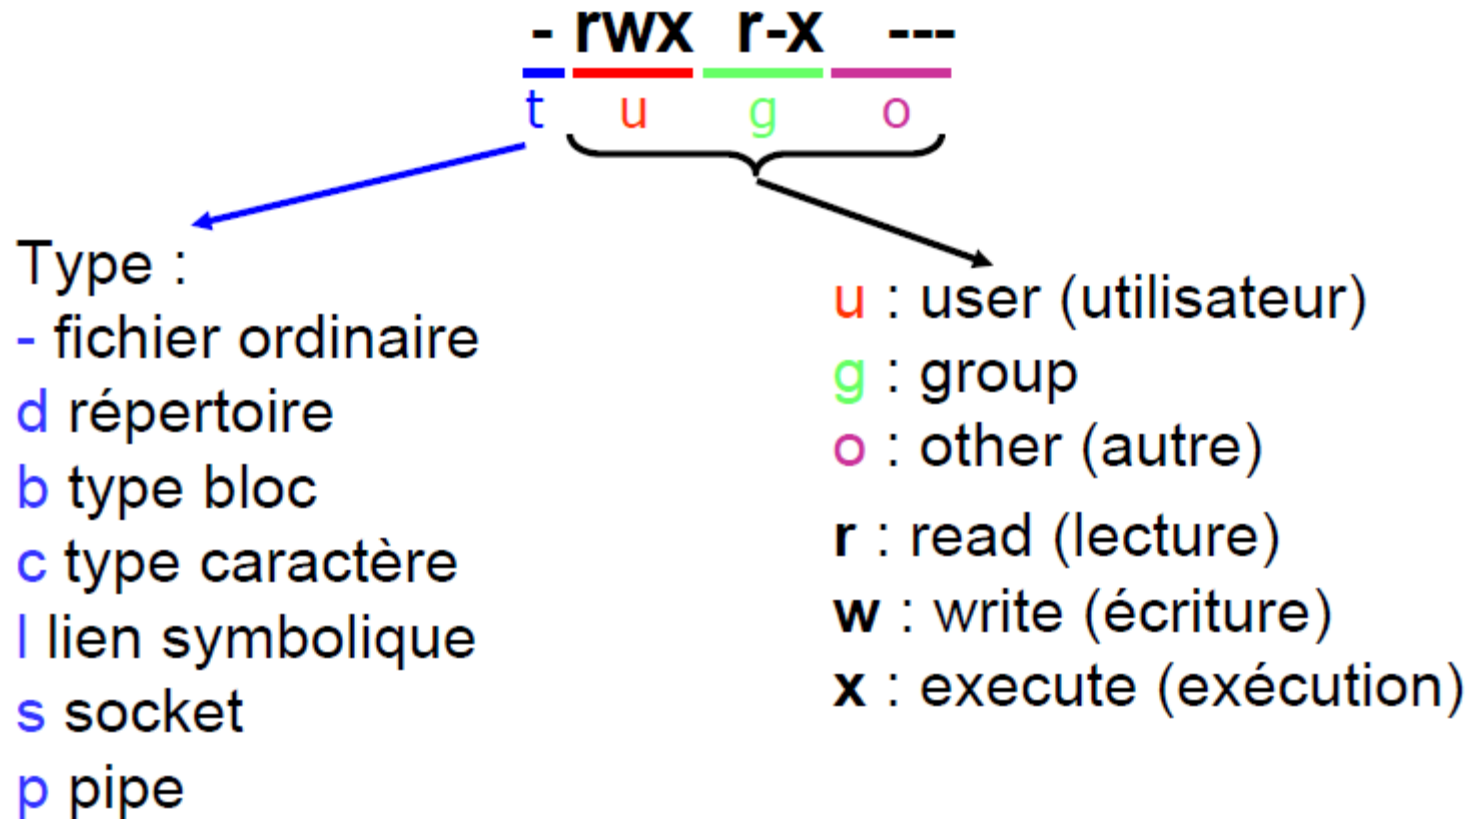 - rwx r-x ---
t u g o
Type :
- fichier ordinaire
d répertoire
b type bloc
c type caractère
l lien symbolique
s socket
p pipe
u : user (utilisateur)
g : group
o : other (autre)
r : read (lecture)
w : write (écriture)
x : execute (exécution)